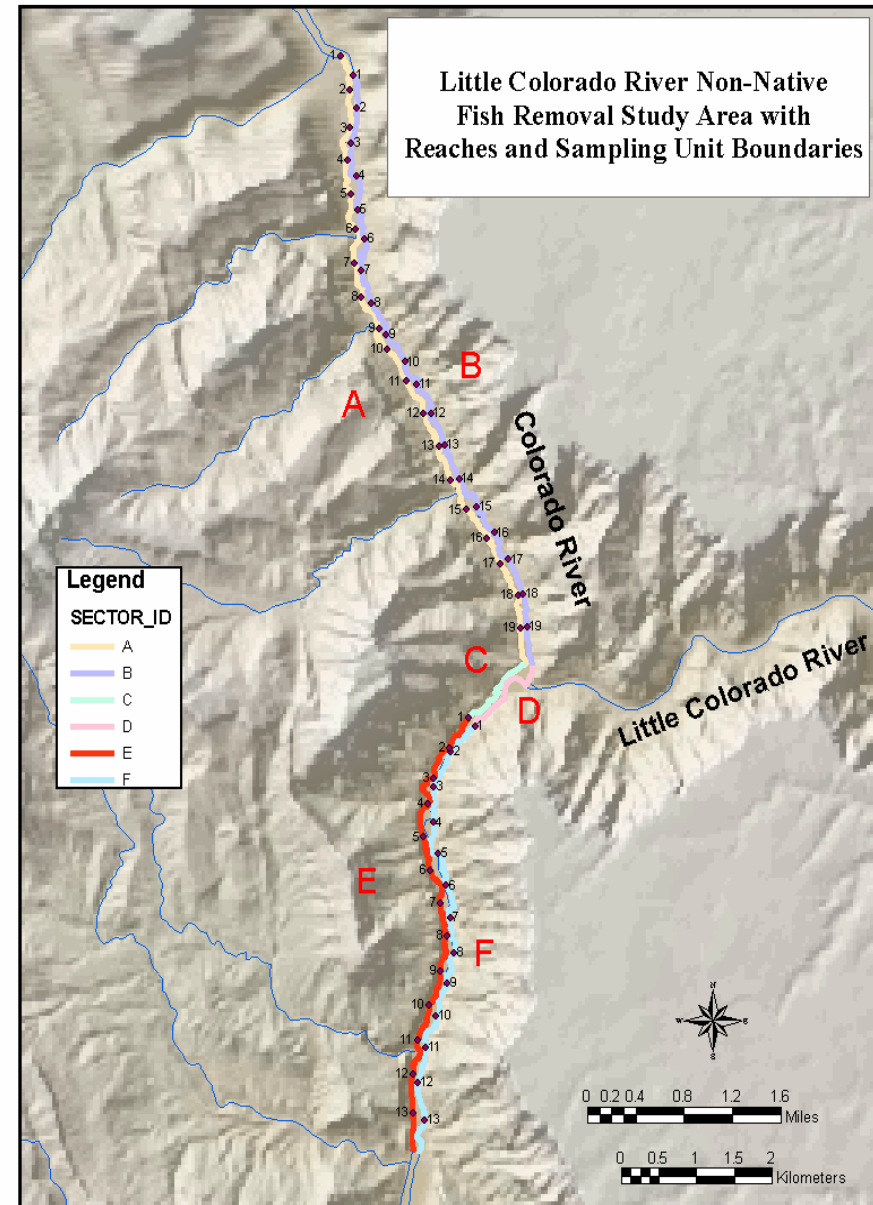 Little Colorado River Non-Native
Fish Removal Study Area with
Reaches and Sampling Unit Boundaries
1
1
2
2
3
3
4
4
5
5
6
6
7
7
8
8
9
9
10
10
B
11
11
A
12
12
13
13
Colorado River
14
14
15
15
16
16
17
17
Legend
SECTOR_ID
A
B
C
D
E
F
18
18
19
19
C
D
Little Colorado River
1
1
2
2
3
3
4
4
5
5
6
6
E
7
7
8
8
F
9
9
10
10
11
11
12
12
13
13
N
W
E
S
0 0.2 0.4 0.8 1.2 1.6
Miles
0 0.5 1 1.5 2
Kilometers